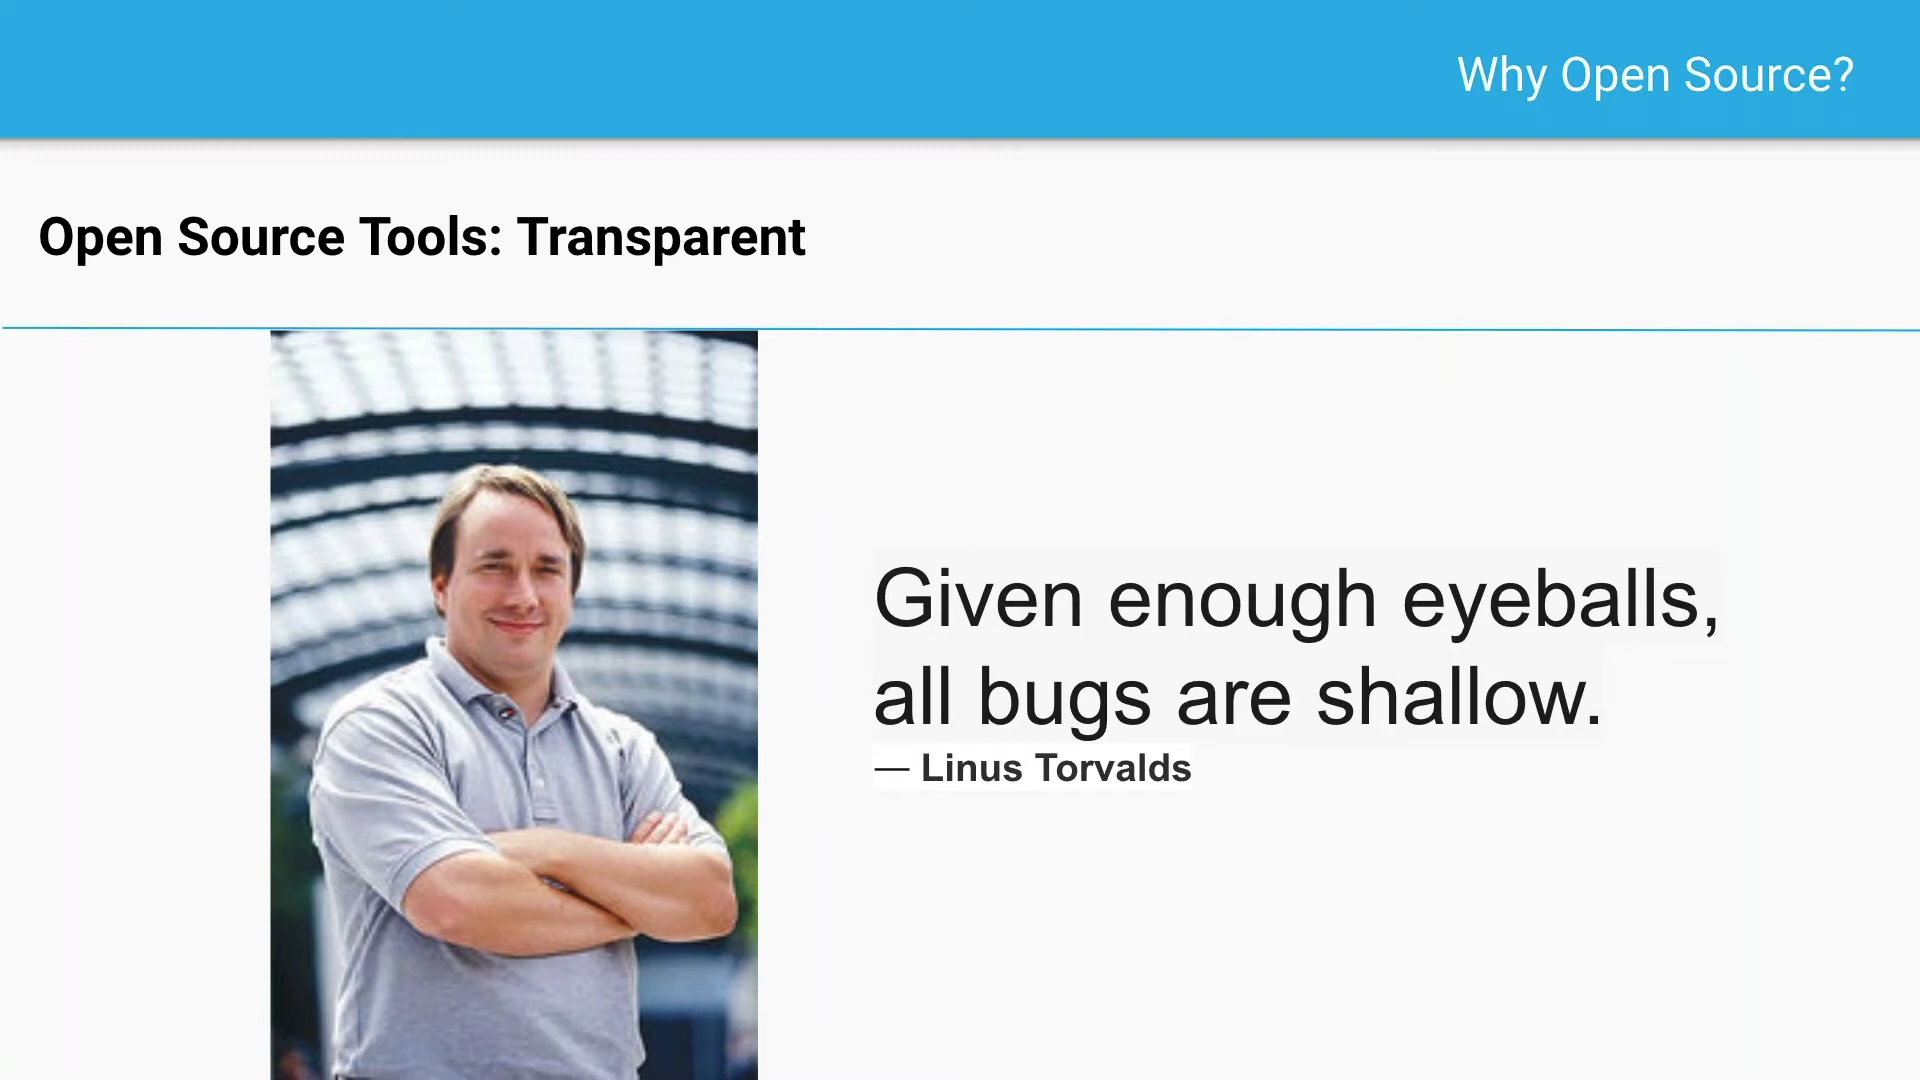 Why Open Source?
Open Source Tools: Transparent
Given enough eyeballs,
all bugs are shallow.
— Linus Torvalds